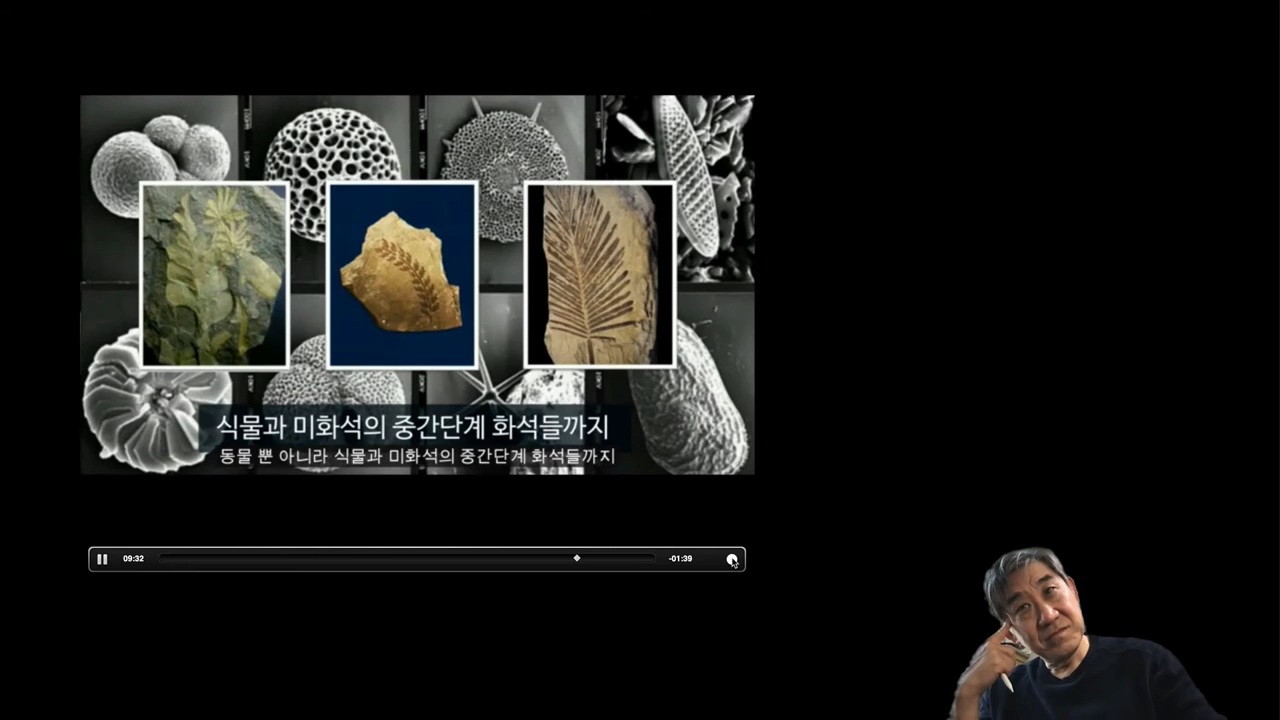 식물과 미화석의 중간단계 화석들까지
동물 뿐 아니라 식물과 미화석의 중간단계 화석들까지
09:32
-01:39